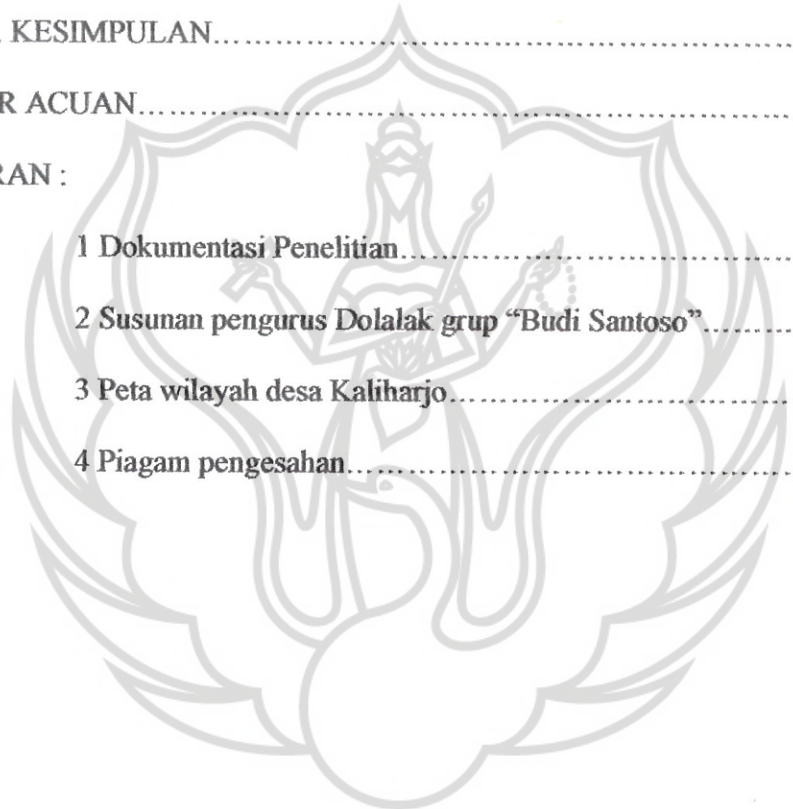 KESIMPULAN
R ACUAN
RAN :
1 Dokumentasi Penelitian
2 Susunan pengurus Dolalak grup “Budi Santoso”
3 Peta wilayah desa Kaliharjo
4 Piagam pengesahan